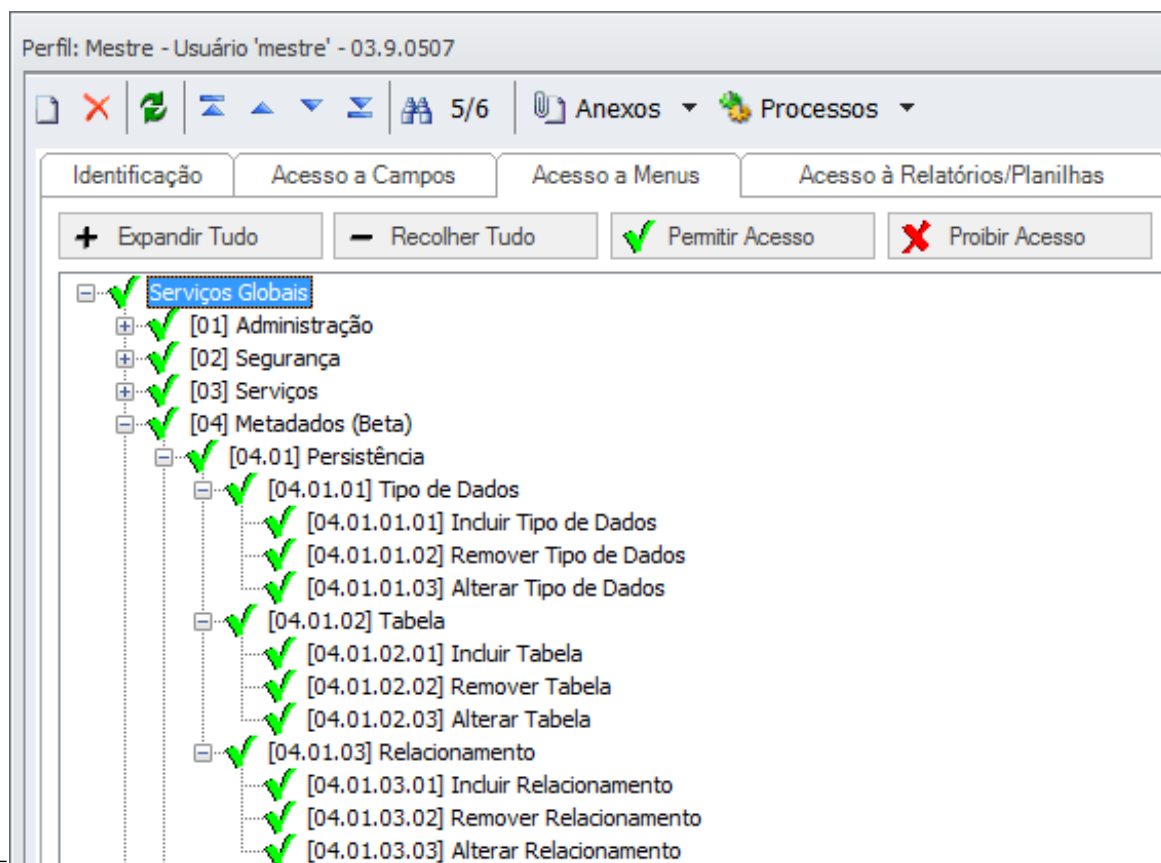 Perfil: Mestre - Usuário 'mestre' - 03.9.0507
5/6 Anexos Processos
Identificação Acesso a Campos Acesso a Menus Acesso à Relatórios/Planilhas
Expandir Tudo Recolher Tudo Permitir Acesso Proibir Acesso
Serviços Globais
[01] Administração
[02] Segurança
[03] Serviços
[04] Metadados (Beta)
[04.01] Persistência
[04.01.01] Tipo de Dados
[04.01.01.01] Incluir Tipo de Dados
[04.01.01.02] Remover Tipo de Dados
[04.01.01.03] Alterar Tipo de Dados
[04.01.02] Tabela
[04.01.02.01] Incluir Tabela
[04.01.02.02] Remover Tabela
[04.01.02.03] Alterar Tabela
[04.01.03] Relacionamento
[04.01.03.01] Incluir Relacionamento
[04.01.03.02] Remover Relacionamento
[04.01.03.03] Alterar Relacionamento